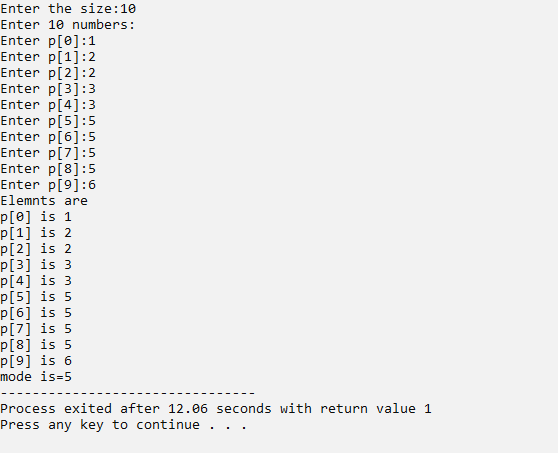 Enter the size:10
Enter 10 numbers:
Enter p[0]:1
Enter p[1]:2
Enter p[2]:2
Enter p[3]:3
Enter p[4]:3
Enter p[5]:5
Enter p[6]:5
Enter p[7]:5
Enter p[8]:5
Enter p[9]:6
Elemnts are
p[0] is 1
p[1] is 2
p[2] is 2
p[3] is 3
p[4] is 3
p[5] is 5
p[6] is 5
p[7] is 5
p[8] is 5
p[9] is 6
mode is=5
--------------------------------
Process exited after 12.06 seconds with return value 1
Press any key to continue . . .